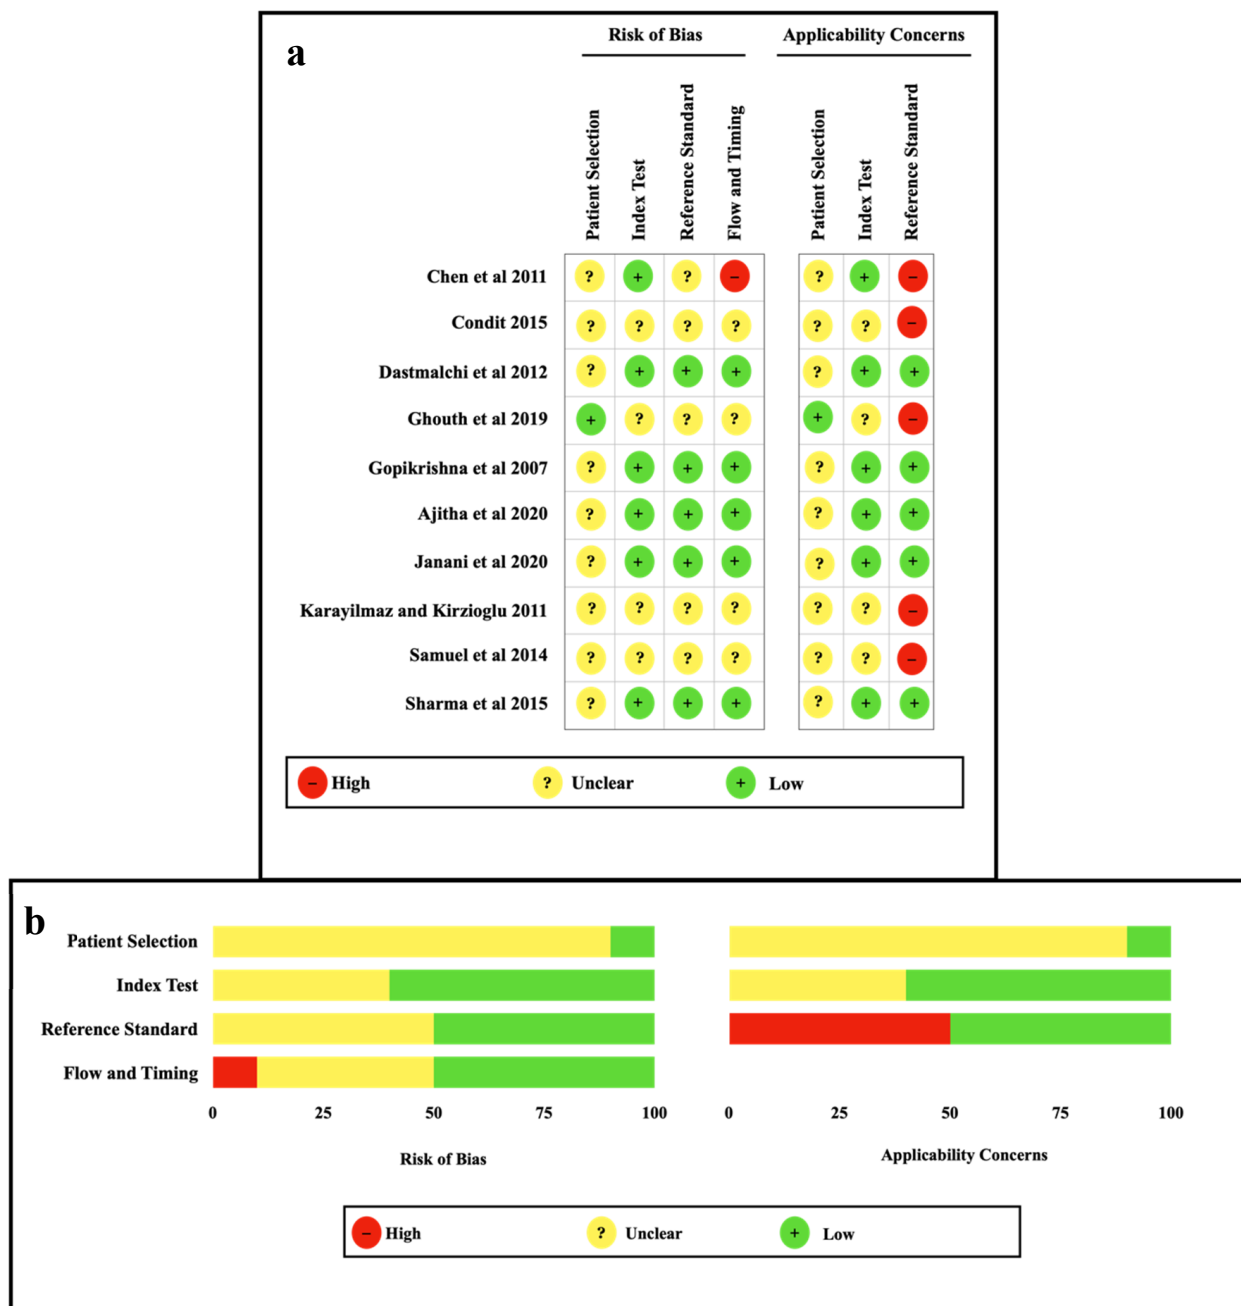 a
Risk of Bias
Applicability Concerns
Patient Selection
Index Test
Reference Standard
Flow and Timing
Patient Selection
Index Test
Reference Standard
Chen et al 2011 ? + ? – ? + –
Condit 2015 ? ? ? ? ? ? –
Dastmalchi et al 2012 ? + + + ? + +
Ghouth et al 2019 + ? ? ? + ? –
Gopikrishna et al 2007 ? + + + ? + +
Ajitha et al 2020 ? + + + ? + +
Janani et al 2020 ? + + + ? + +
Karayilmaz and Kirzioglu 2011 ? ? ? ? ? ? –
Samuel et al 2014 ? ? ? ? ? ? –
Sharma et al 2015 ? + + + ? + +
– High ? Unclear + Low
b
Patient Selection
Index Test
Reference Standard
Flow and Timing
0 25 50 75 100 0 25 50 75 100
Risk of Bias
Applicability Concerns
– High ? Unclear + Low